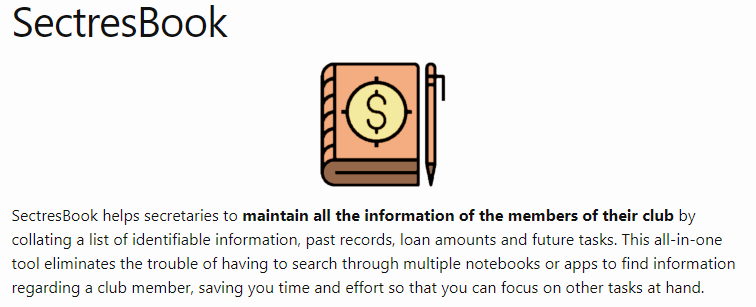 SectresBook
$
SectresBook helps secretaries to maintain all the information of the members of their club by
collating a list of identifiable information, past records, loan amounts and future tasks. This all-in-one
tool eliminates the trouble of having to search through multiple notebooks or apps to find information
regarding a club member, saving you time and effort so that you can focus on other tasks at hand.